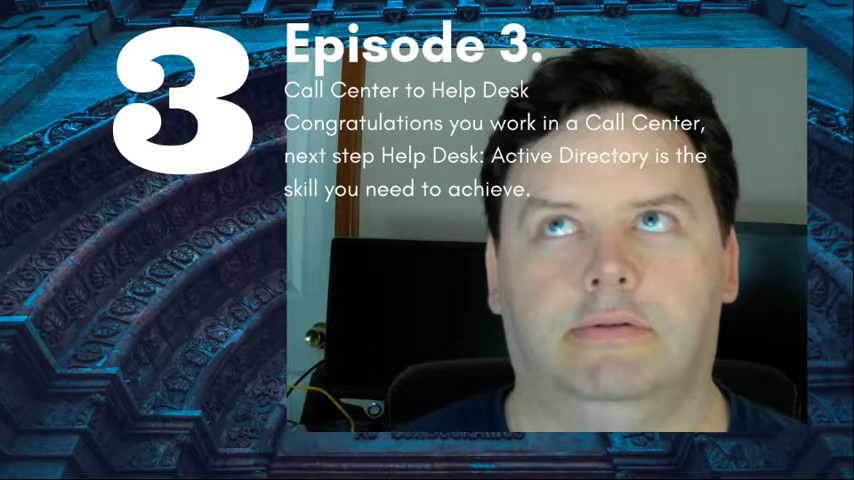 3
Episode 3.
Call Center to Help Desk
Congratulations you work in a Call Center,
next step Help Desk: Active Directory is the
skill you need to achieve.